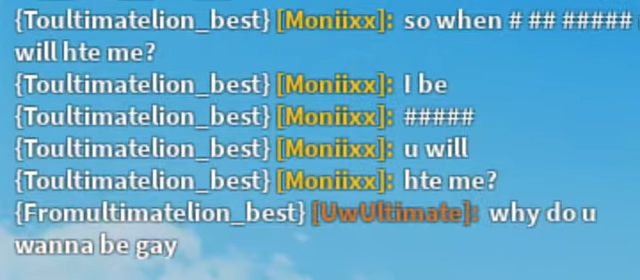 {Toultimatelion_best} [Moniixx]: so when # ## #####
will hte me?
{Toultimatelion_best} [Moniixx]: I be
{Toultimatelion_best} [Moniixx]: #####
{Toultimatelion_best} [Moniixx]: u will
{Toultimatelion_best} [Moniixx]: hte me?
{Fromultimatelion_best} [UwUltimate]: why do u
wanna be gay